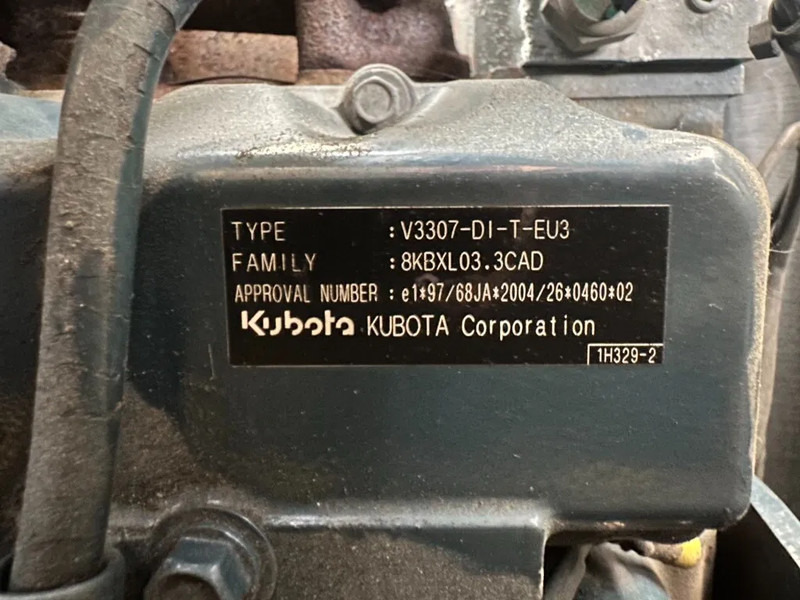 TYPE :V3307-DI-T-EU3
FAMILY :8KBXL03.3CAD
APPROVAL NUMBER :e1*97/68JA*2004/26*0460*02
Kubota KUBOTA Corporation
1H329-2